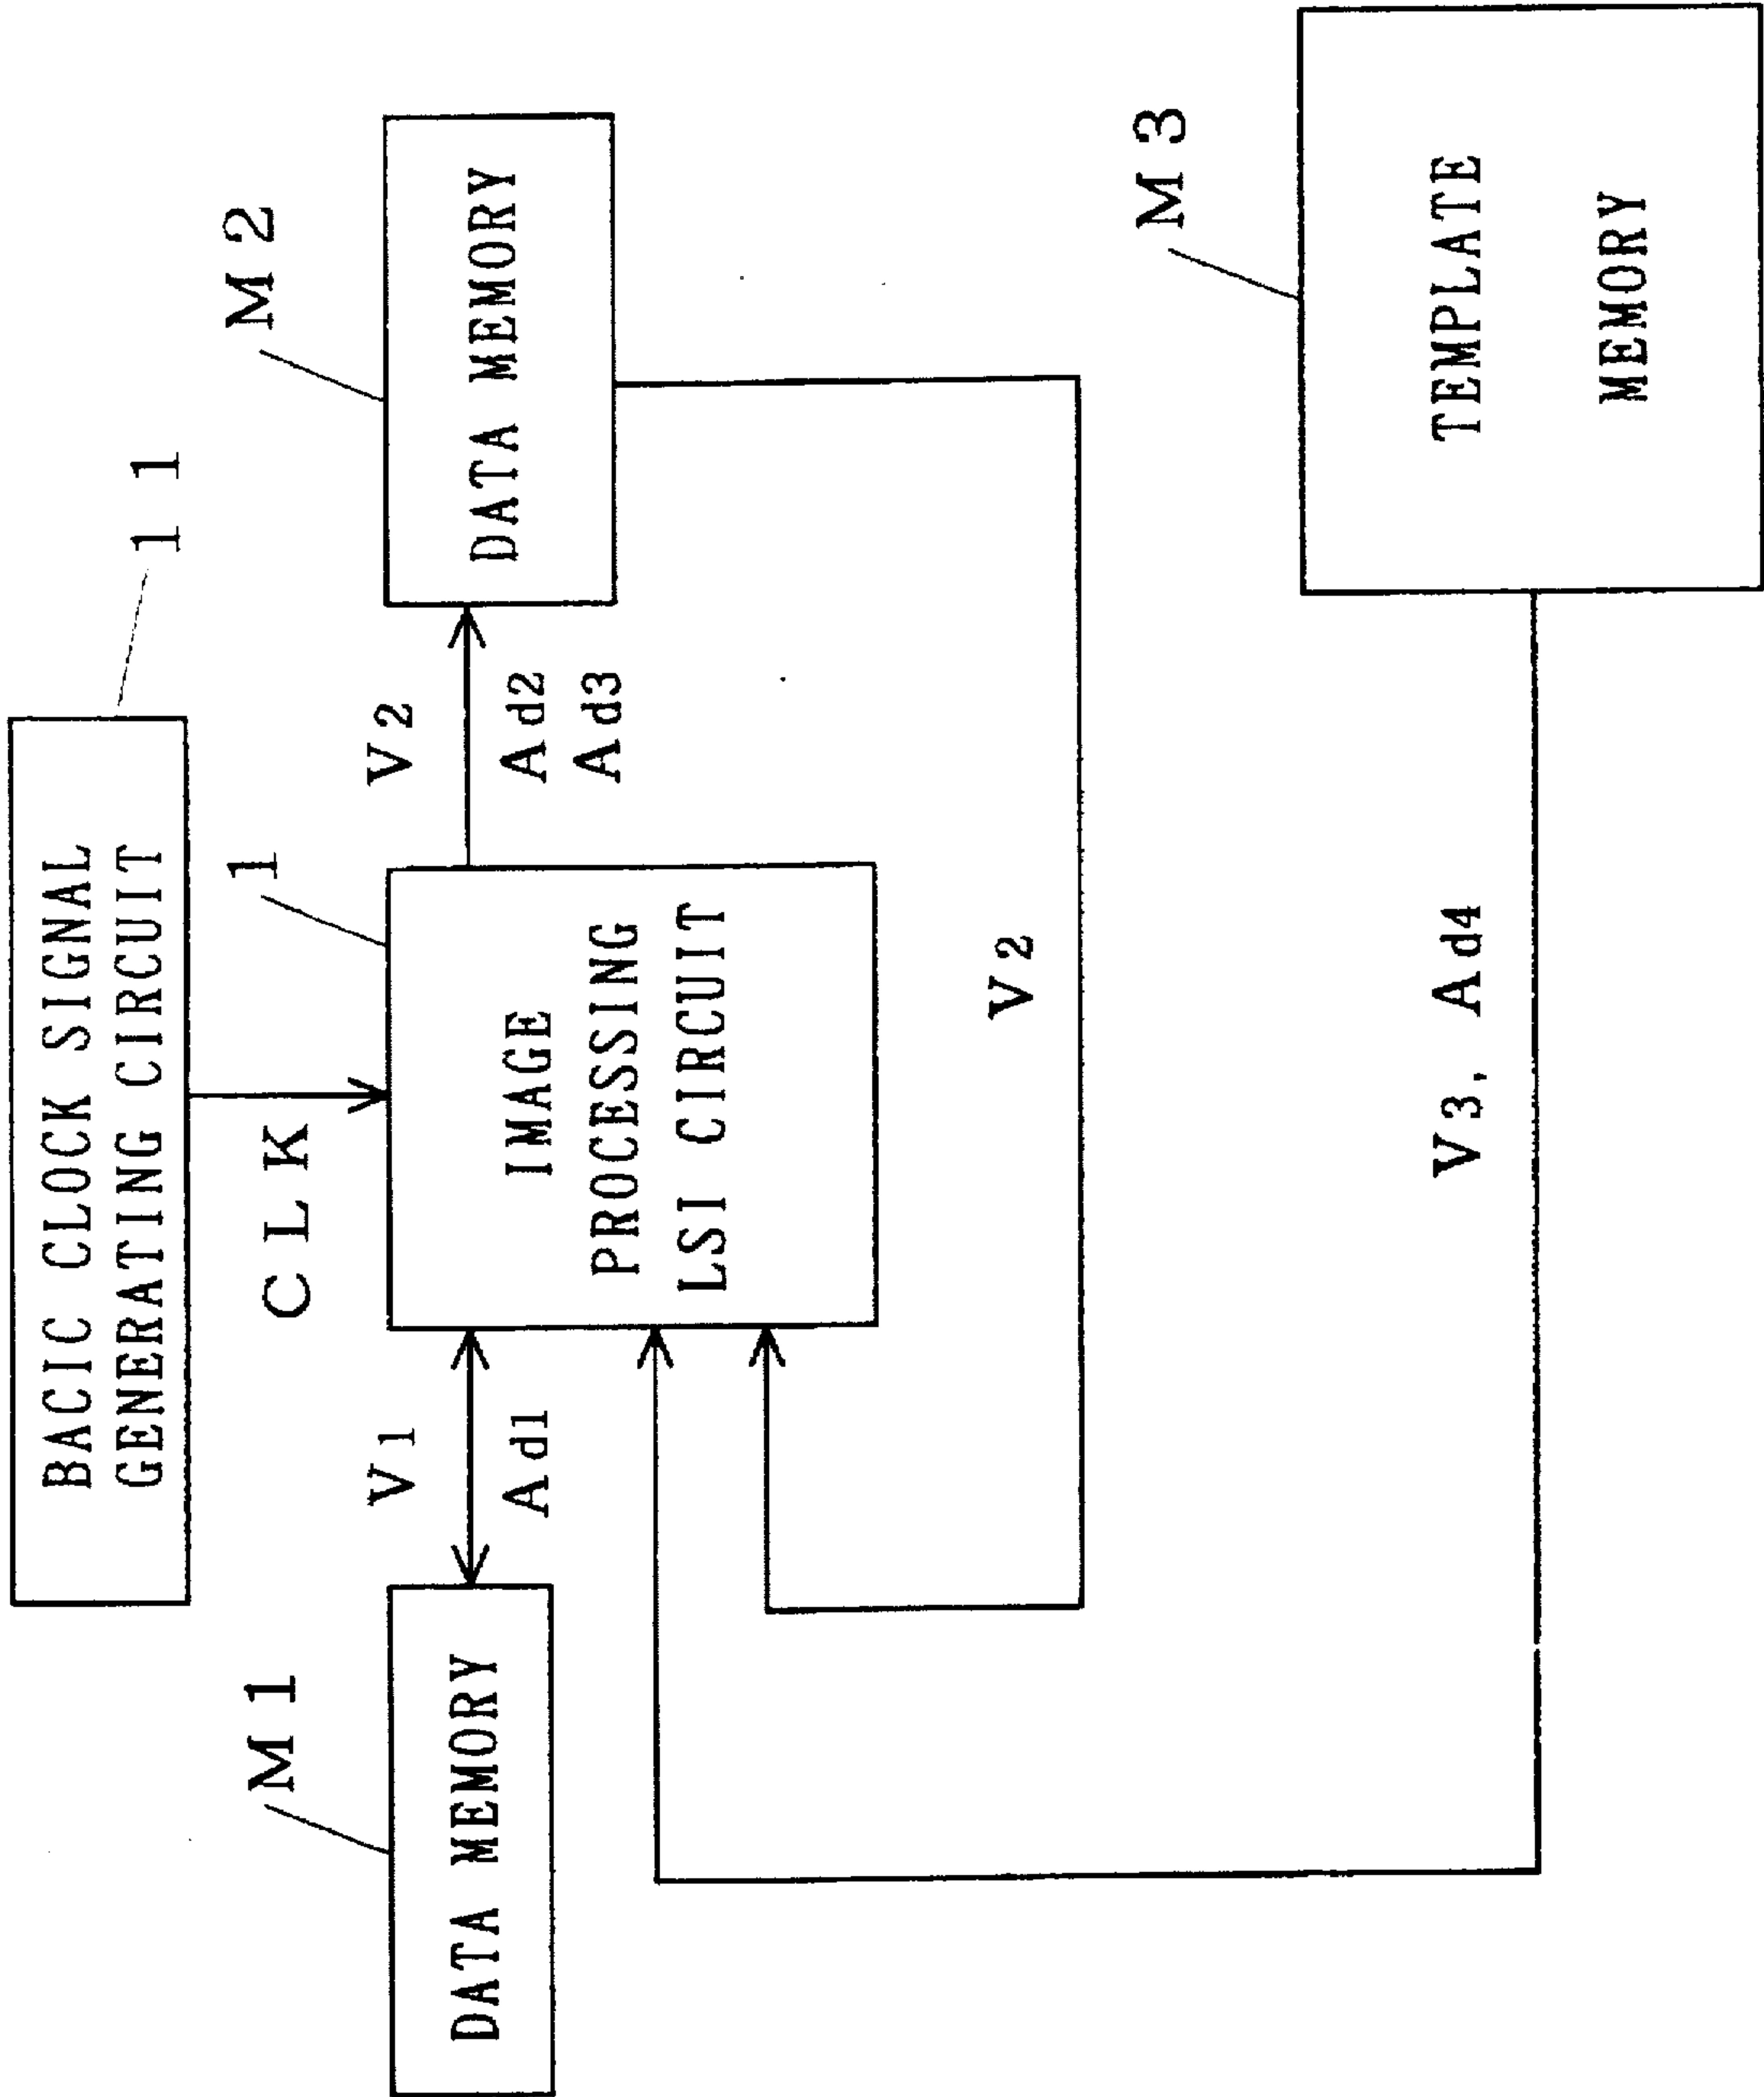 BACIC CLOCK SIGNAL
GENERATING CIRCUIT
11
CLK
M1
DATA MEMORY
V1
Ad1
1
IMAGE
PROCESSING
LSI CIRCUIT
V2
Ad2
Ad3
M2
DATA MEMORY
V2
V3, Ad4
M3
TEMPLATE
MEMORY